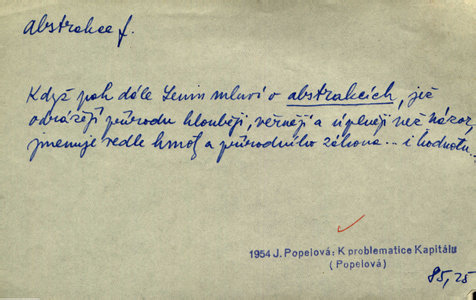 abstrakce f.
Když pak dále Lenin mluví o abstrakcích, jež
odrážejí přírodu hlouběji, věrněji a úplněji než názor,
jmenuje vedle hmoty a přírodního zákona... i hodnotu...
1954 J. Popelová: K problematice Kapitálu
(Popelová)
85,25